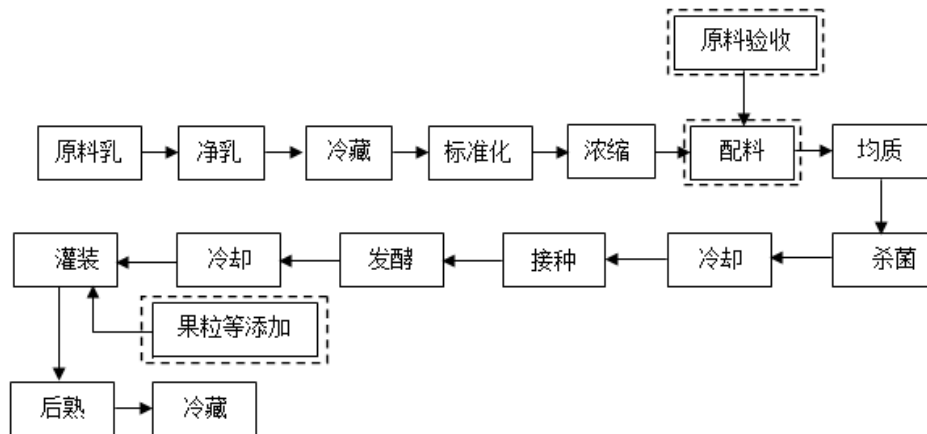 原料验收
原料乳
净乳
冷藏
标准化
浓缩
配料
均质
杀菌
冷却
接种
发酵
冷却
灌装
果粒等添加
后熟
冷藏